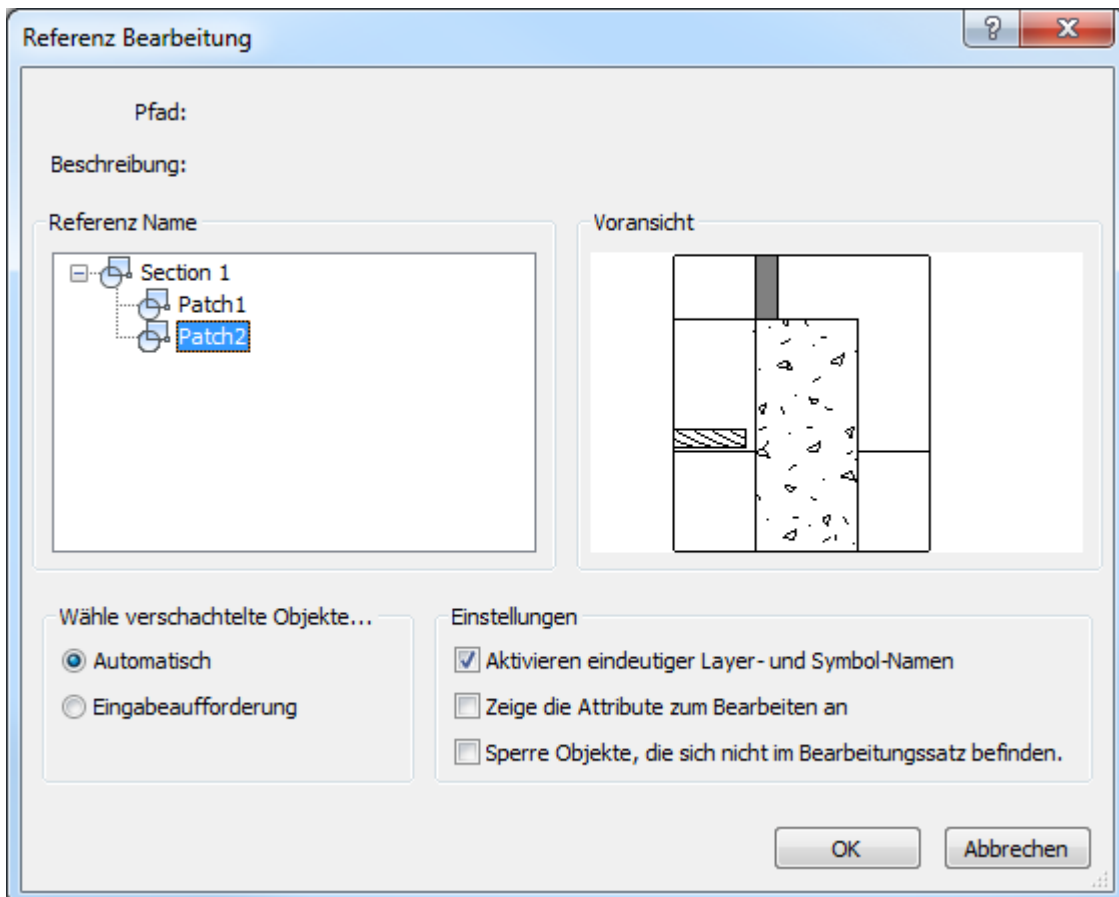 Referenz Bearbeitung
Pfad:
Beschreibung:
Referenz Name
Section 1
Patch1
Patch2
Voransicht
Wähle verschachtelte Objekte...
Automatisch
Eingabeaufforderung
Einstellungen
Aktivieren eindeutiger Layer- und Symbol-Namen
Zeige die Attribute zum Bearbeiten an
Sperre Objekte, die sich nicht im Bearbeitungssatz befinden.
OK
Abbrechen